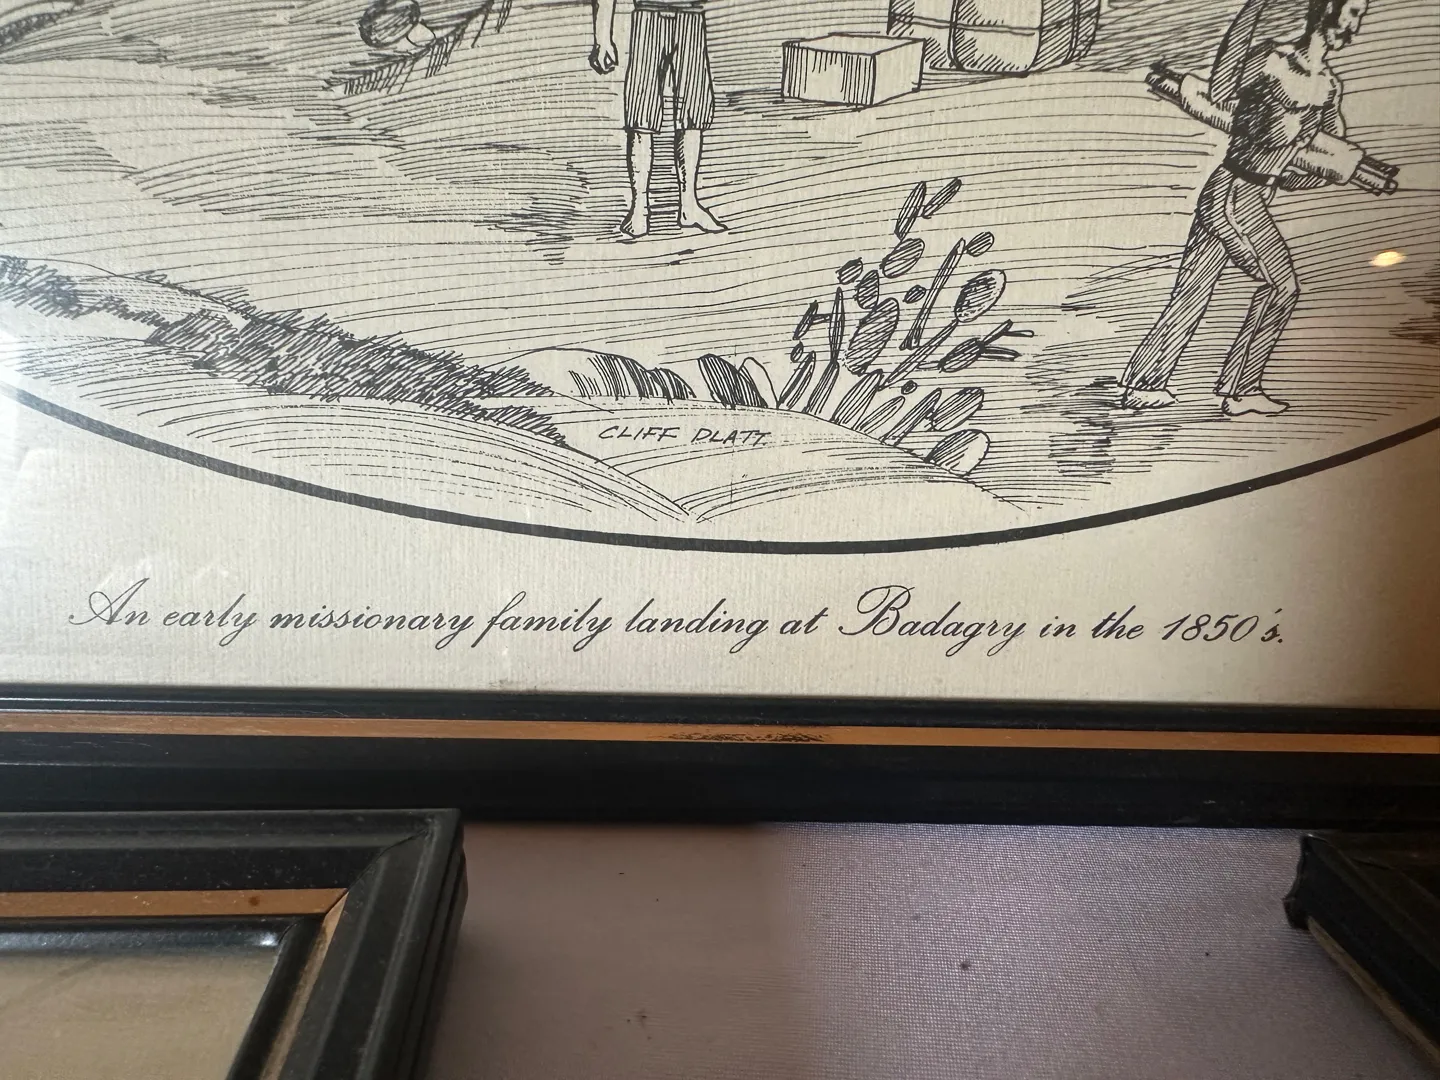 CLIFF PLATT.
An early missionary family landing at Badagry in the 1850's.